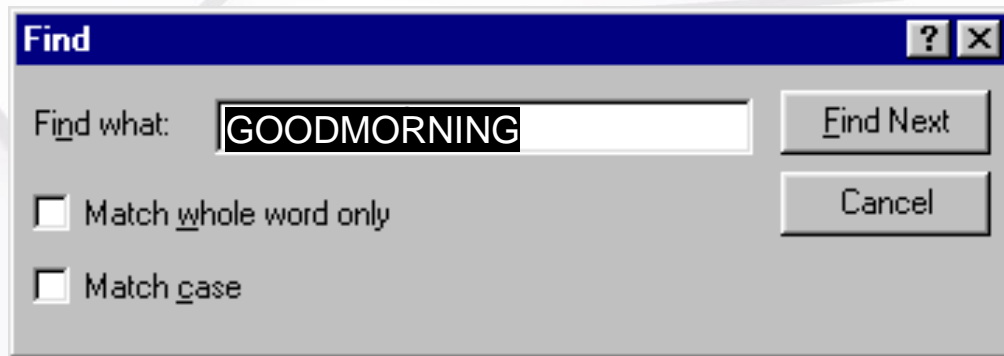 Find
Find what: GOODMORNING Find Next
Match whole word only Cancel
Match case